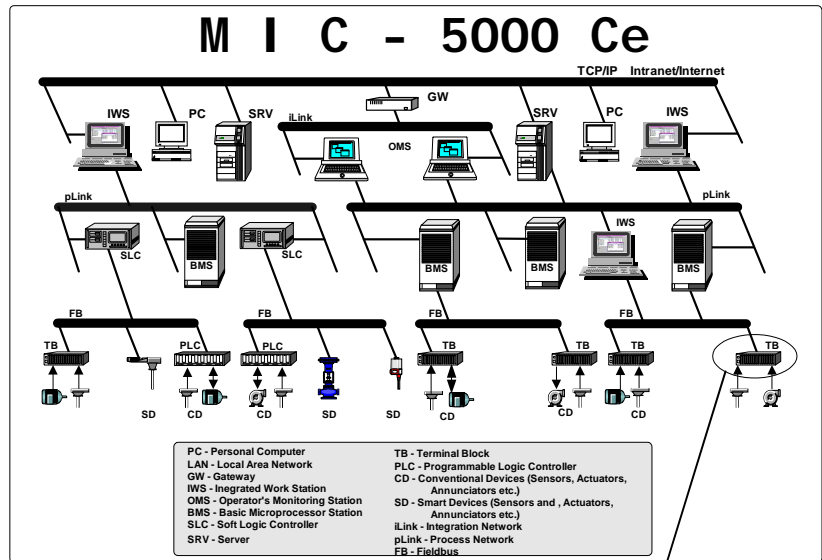 MIC-5000 Ce
TCP/IP Intranet/Internet
IWS PC SRV GW SRV PC IWS
iLink
OMS
pLink pLink
SLC BMS SLC BMS BMS IWS BMS
FB FB FB FB
TB PLC PLC TB TB TB TB
SD CD CD SD SD CD CD CD
PC - Personal Computer
LAN - Local Area Network
GW - Gateway
IWS - Inegrated Work Station
OMS - Operator's Monitoring Station
BMS - Basic Microprocessor Station
SLC - Soft Logic Controller
SRV - Server
TB - Terminal Block
PLC - Programmable Logic Controller
CD - Conventional Devices (Sensors, Actuators,
Annunciators etc.)
SD - Smart Devices (Sensors and , Actuators,
Annunciators etc.)
iLink - Integration Network
pLink - Process Network
FB - Fieldbus